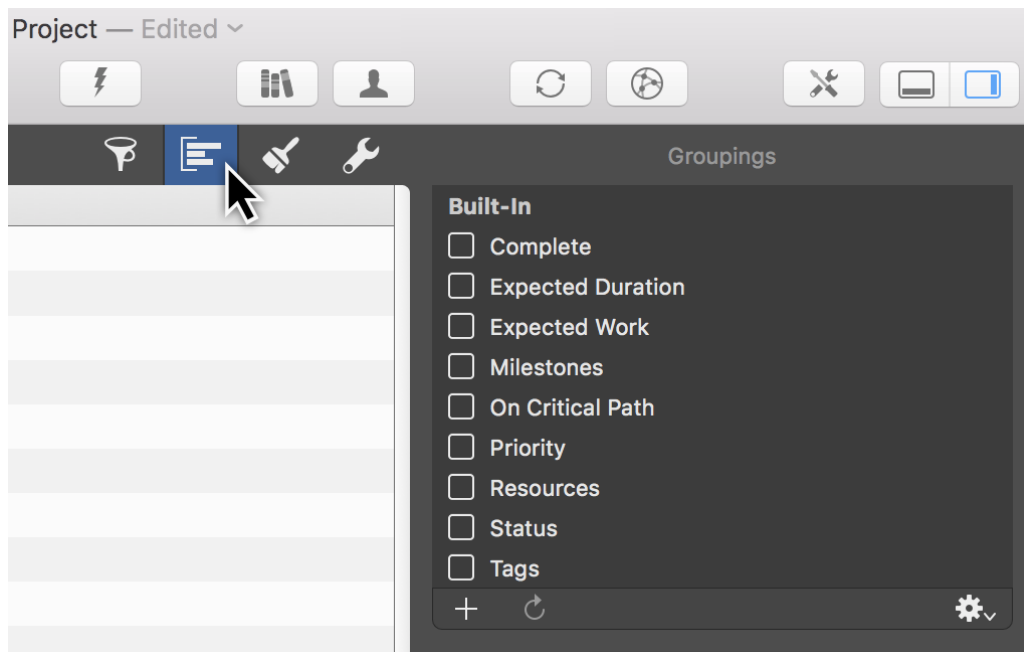 Project — Edited
Groupings
Built-In
Complete
Expected Duration
Expected Work
Milestones
On Critical Path
Priority
Resources
Status
Tags